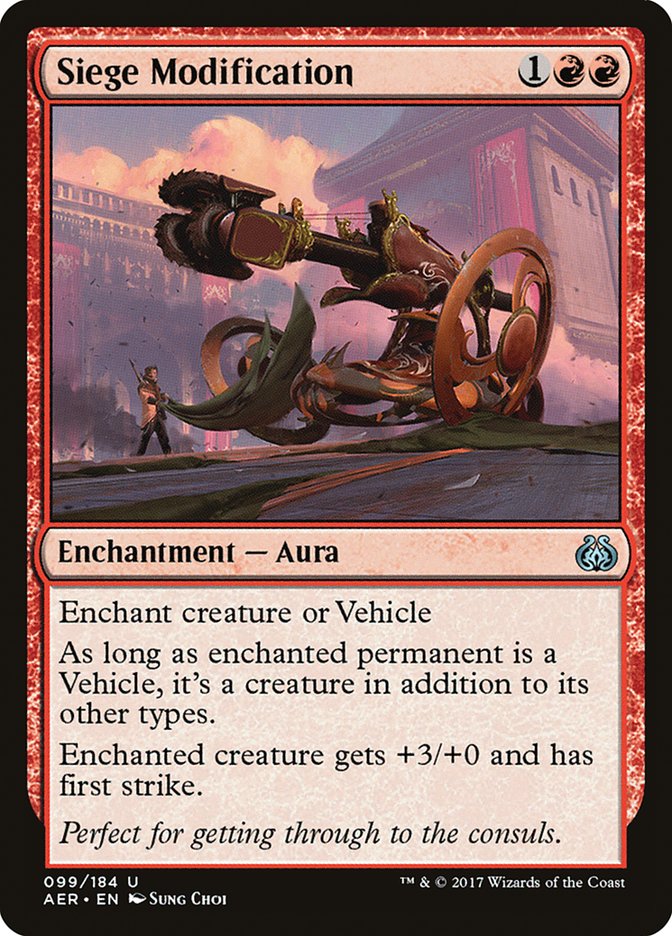 Siege Modification 1
Enchantment — Aura
Enchant creature or Vehicle
As long as enchanted permanent is a
Vehicle, it's a creature in addition to its
other types.
Enchanted creature gets +3/+0 and has
first strike.
Perfect for getting through to the consuls.
099/184 U
™ & © 2017 Wizards of the Coast
AER • EN Sung Choi